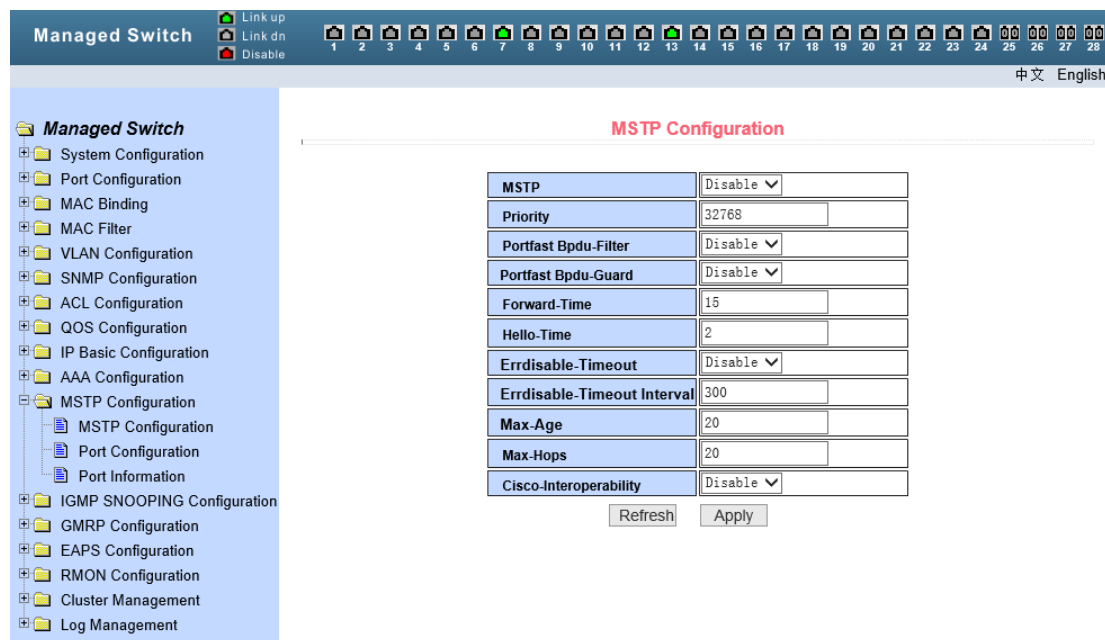 Managed Switch
Link up
Link dn
Disable
1 2 3 4 5 6 7 8 9 10 11 12 13 14 15 16 17 18 19 20 21 22 23 24 25 26 27 28
中文 English
Managed Switch
System Configuration
Port Configuration
MAC Binding
MAC Filter
VLAN Configuration
SNMP Configuration
ACL Configuration
QOS Configuration
IP Basic Configuration
AAA Configuration
MSTP Configuration
MSTP Configuration
Port Configuration
Port Information
IGMP SNOOPING Configuration
GMRP Configuration
EAPS Configuration
RMON Configuration
Cluster Management
Log Management
MSTP Configuration
MSTP Disable
Priority 32768
Portfast Bpdu-Filter Disable
Portfast Bpdu-Guard Disable
Forward-Time 15
Hello-Time 2
Errdisable-Timeout Disable
Errdisable-Timeout Interval 300
Max-Age 20
Max-Hops 20
Cisco-Interoperability Disable
Refresh Apply